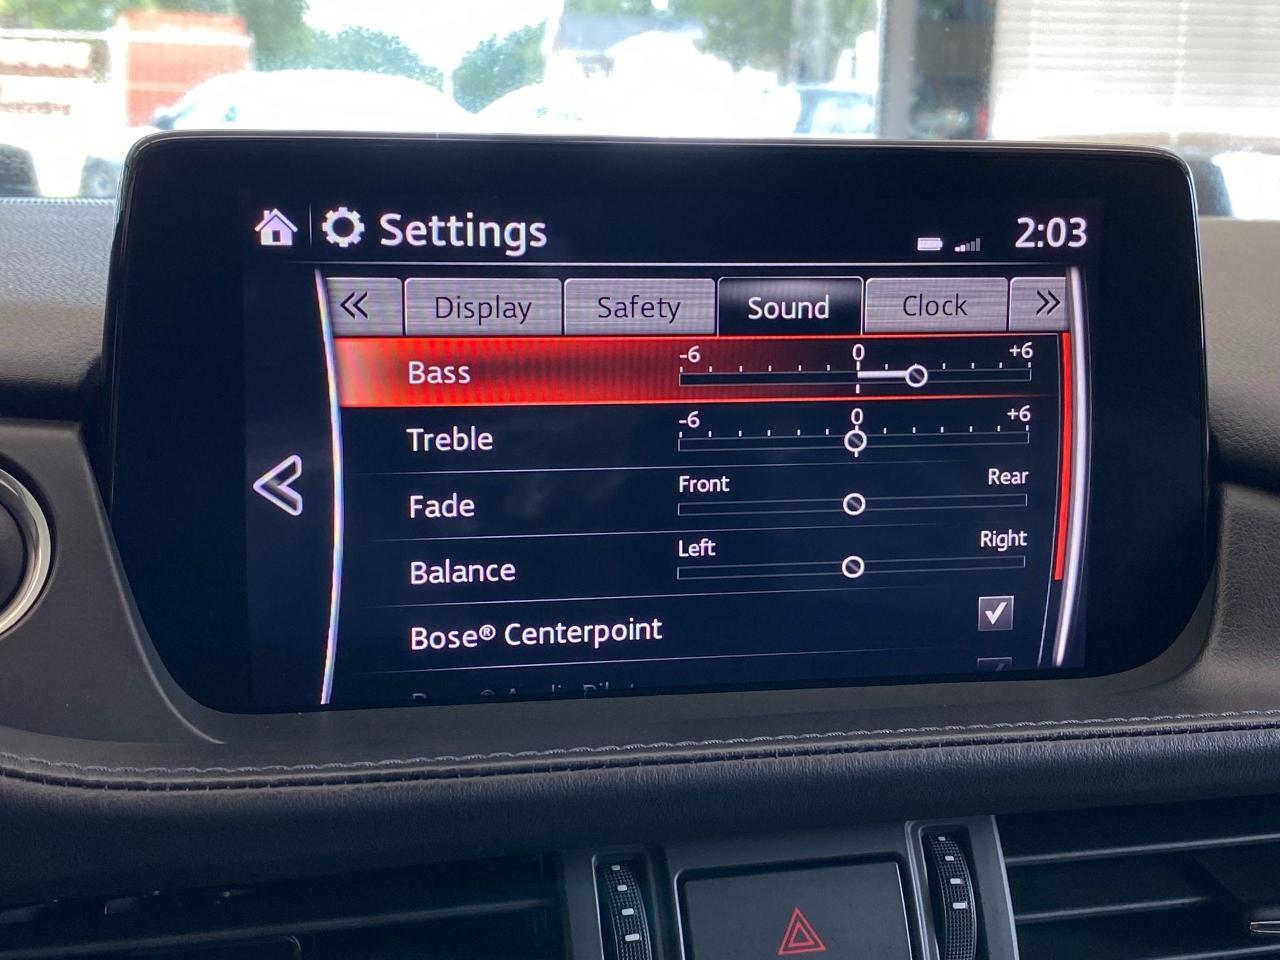 Settings 2:03
« Display Safety Sound Clock »
Bass -6 0 +6
Treble -6 0 +6
Fade Front Rear
Balance Left Right
Bose® Centerpoint